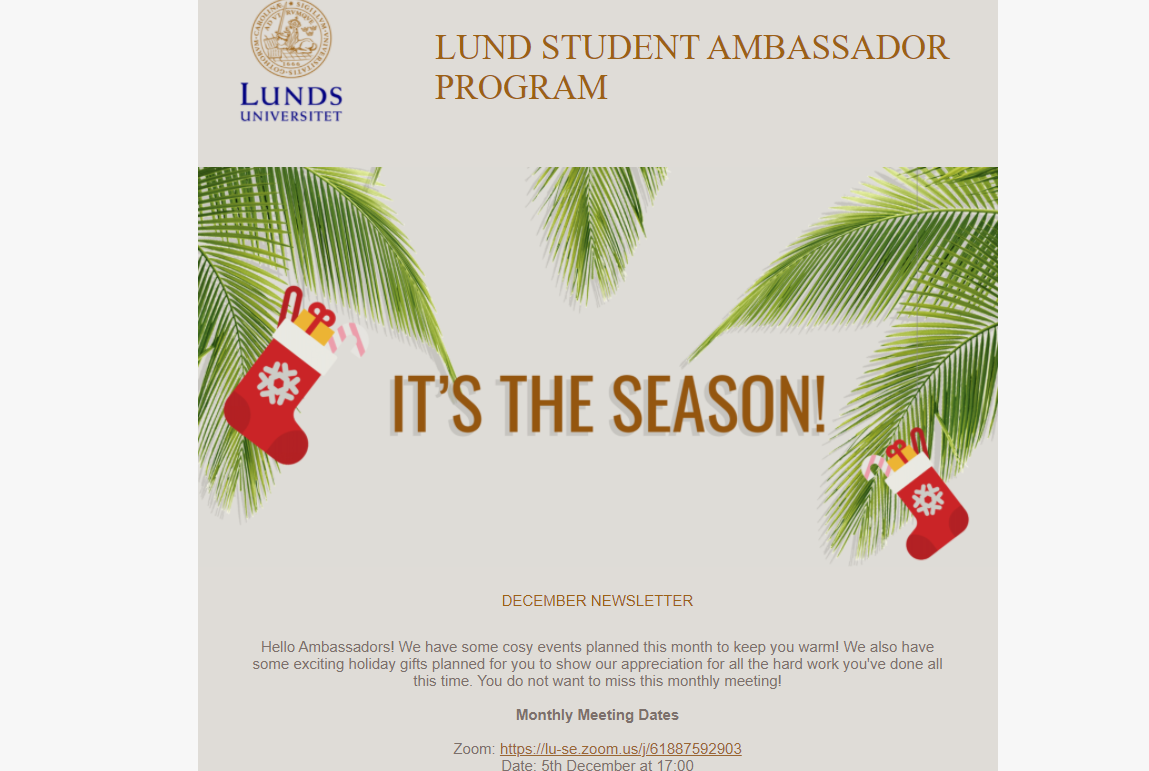 LUNDS
UNIVERSITET
LUND STUDENT AMBASSADOR
PROGRAM
IT’S THE SEASON!
DECEMBER NEWSLETTER
Hello Ambassadors! We have some cosy events planned this month to keep you warm! We also have
some exciting holiday gifts planned for you to show our appreciation for all the hard work you've done all
this time. You do not want to miss this monthly meeting!
Monthly Meeting Dates
Zoom: https://lu-se.zoom.us/j/61887592903
Date: 5th December at 17:00